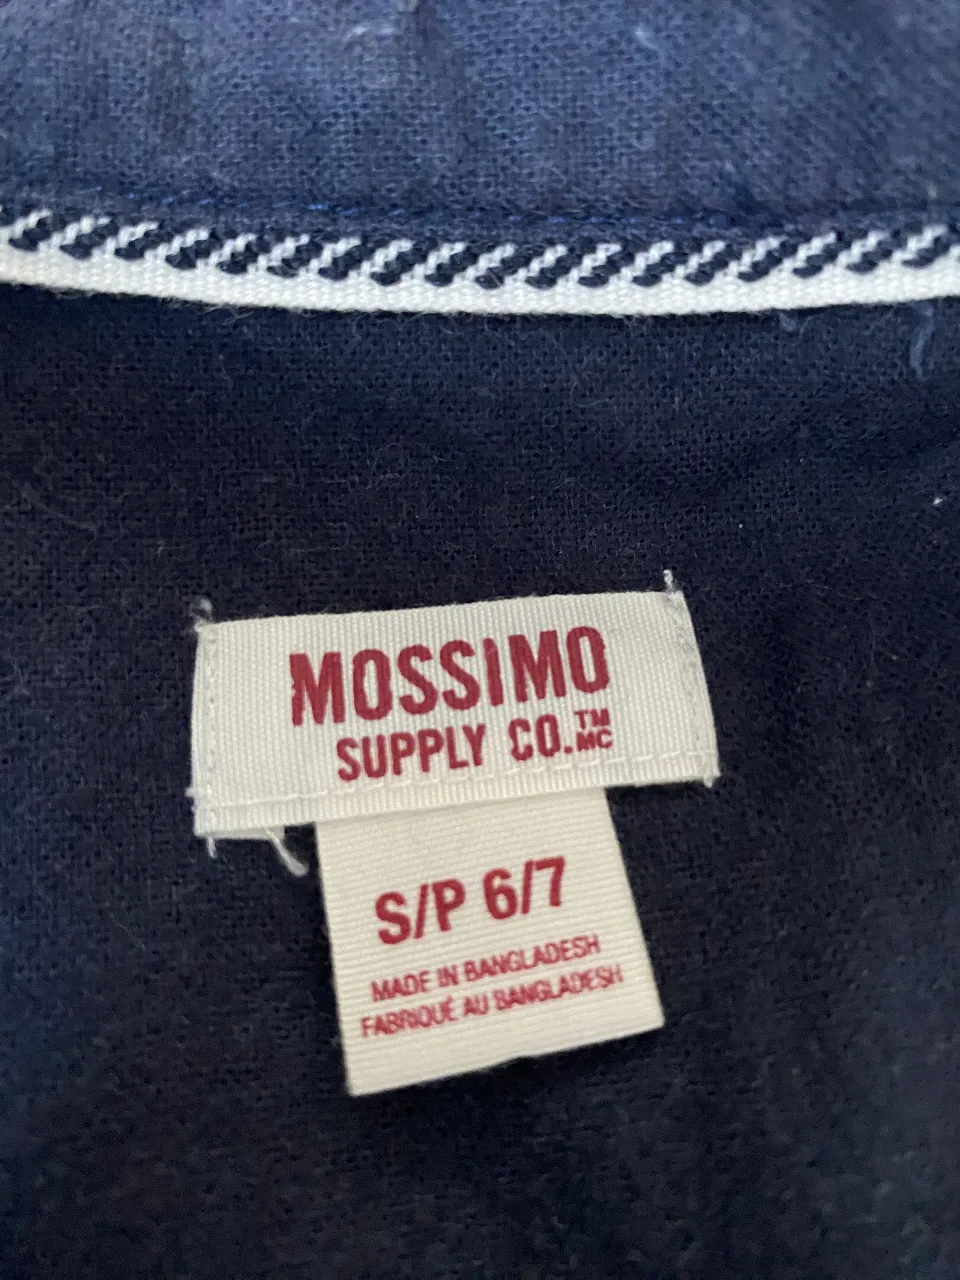 MOSSIMO
SUPPLY CO.™ MC
S/P 6/7
MADE IN BANGLADESH
FABRIQUÉ AU BANGLADESH